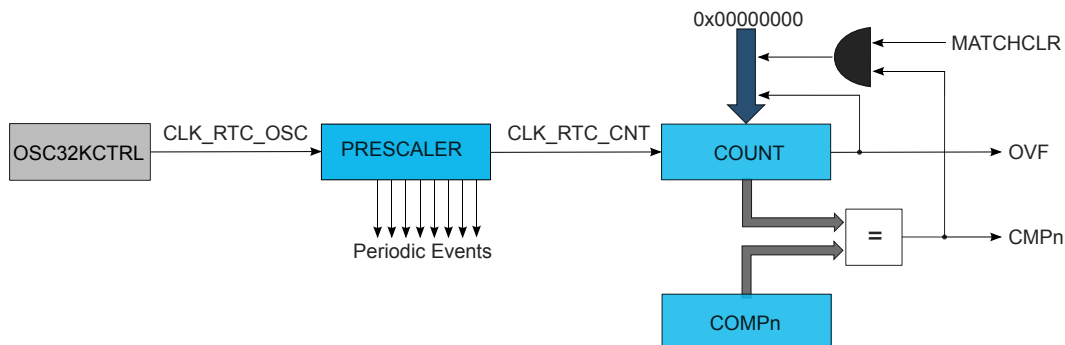 0x00000000
MATCHCLR
OSC32KCTRL
CLK_RTC_OSC
PRESCALER
CLK_RTC_CNT
COUNT
OVF
Periodic Events
=
CMPn
COMPn